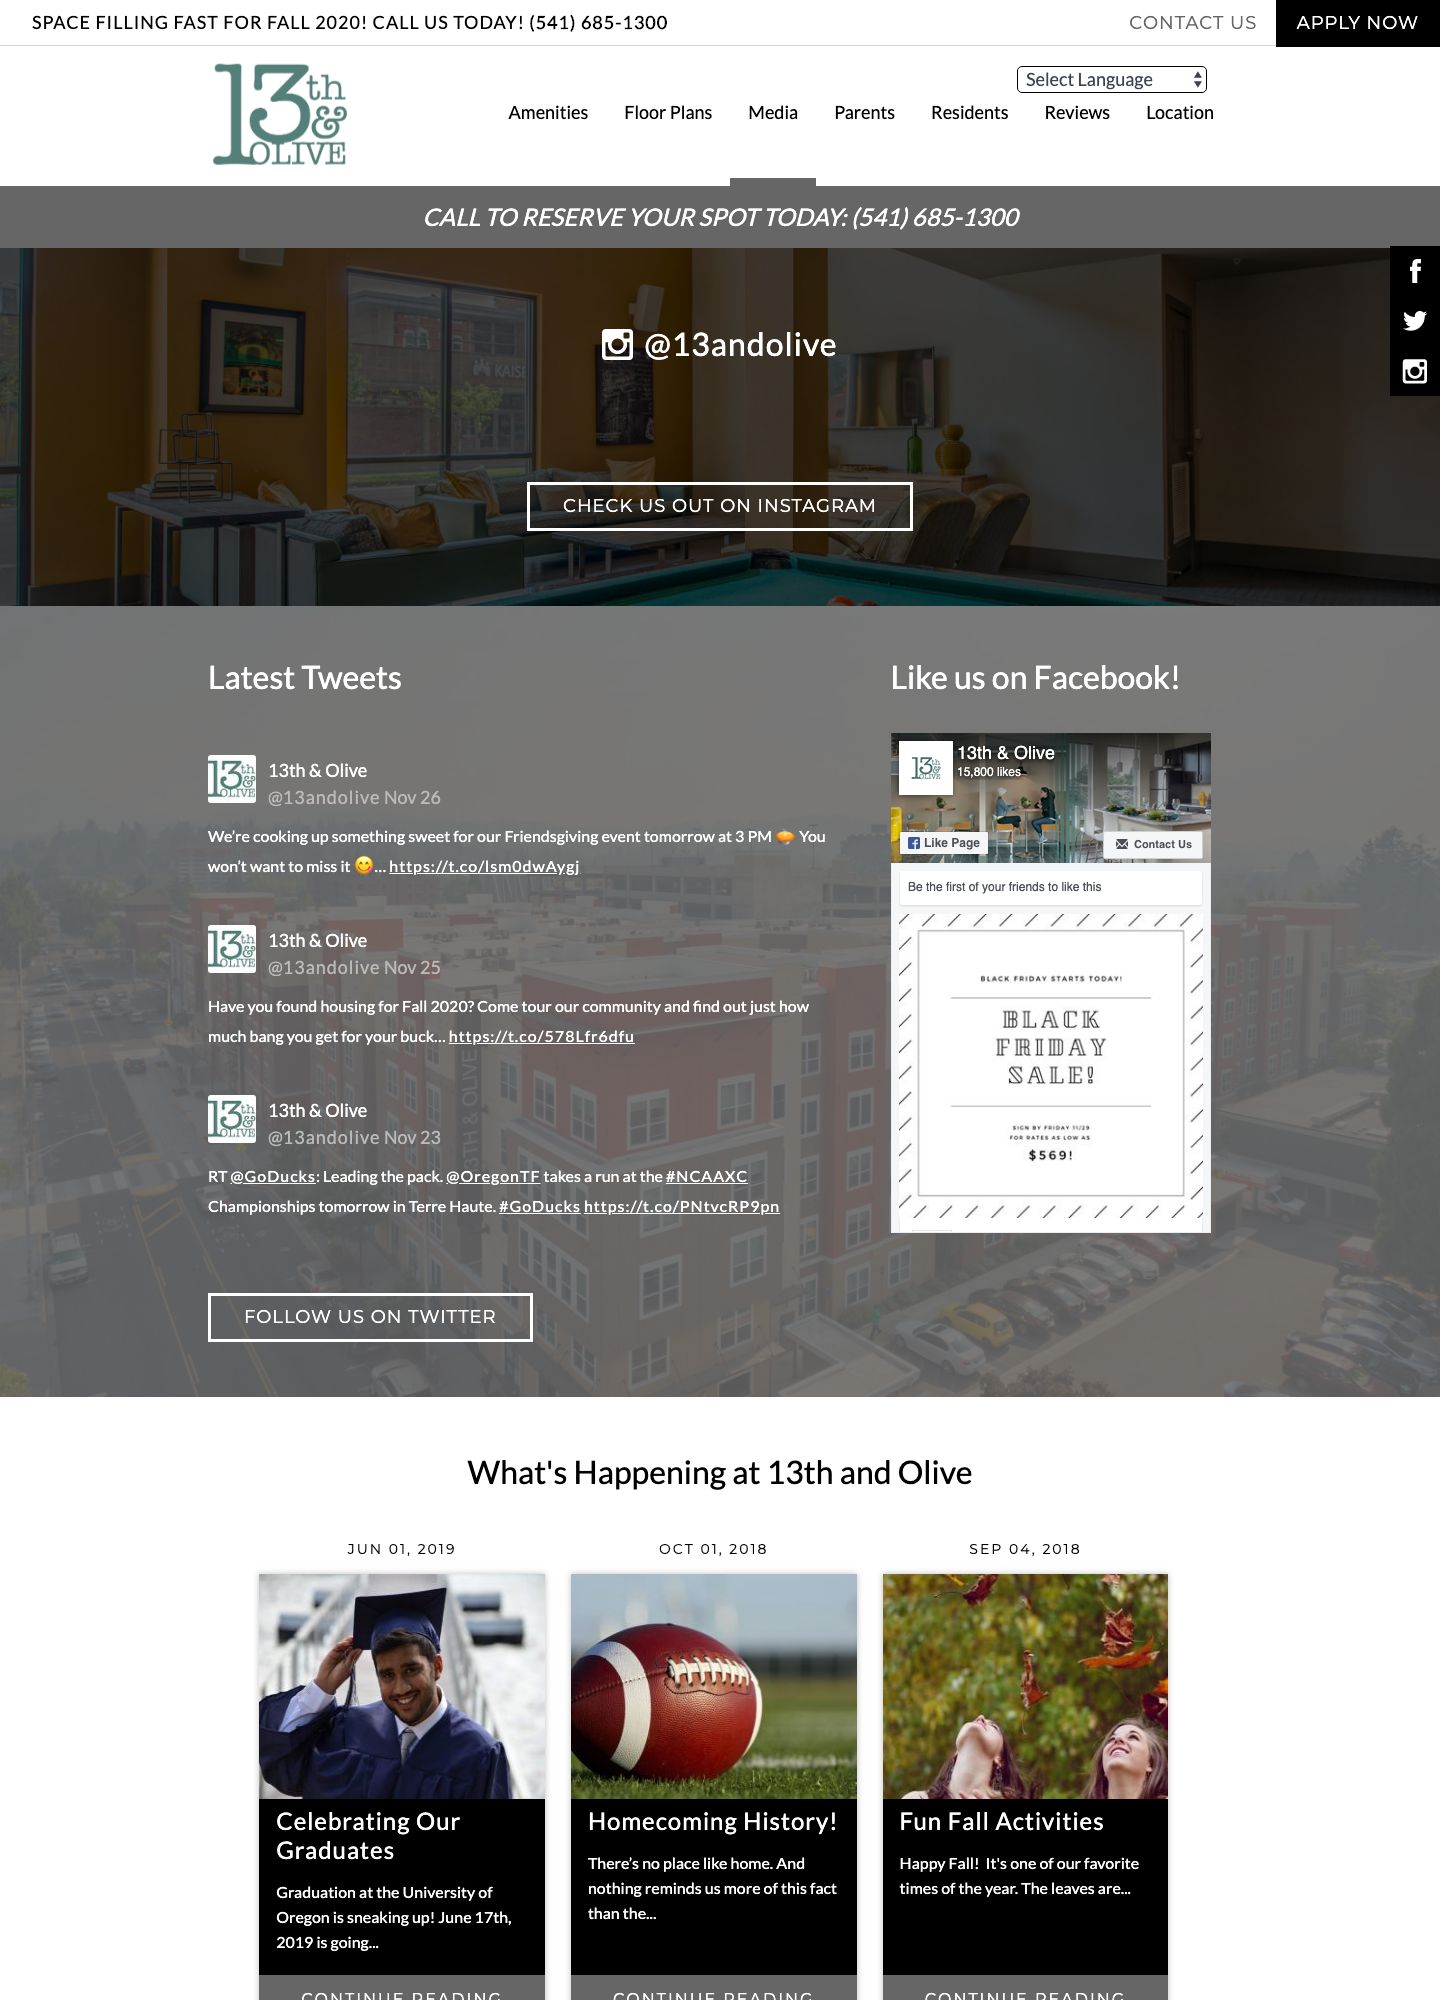 SPACE FILLING FAST FOR FALL 2020! CALL US TODAY! (541) 685-1300
CONTACT US
APPLY NOW
13th
&
OLIVE
Select Language
Amenities
Floor Plans
Media
Parents
Residents
Reviews
Location
CALL TO RESERVE YOUR SPOT TODAY: (541) 685-1300
KAISE
@13andolive
CHECK US OUT ON INSTAGRAM
Latest Tweets
13th & OLIVE
13th & Olive
@13andolive Nov 26
We’re cooking up something sweet for our Friendsgiving event tomorrow at 3 PM 🥧 You
won’t want to miss it 😋… https://t.co/lsm0dwAygj
13th & OLIVE
13th & Olive
@13andolive Nov 25
Have you found housing for Fall 2020? Come tour our community and find out just how
much bang you get for your buck… https://t.co/578Lfr6dfu
13th & OLIVE
13th & Olive
@13andolive Nov 23
RT @GoDucks: Leading the pack. @OregonTF takes a run at the #NCAAXC
Championships tomorrow in Terre Haute. #GoDucks https://t.co/PNtvcRP9pn
FOLLOW US ON TWITTER
Like us on Facebook!
13th & OLIVE
13th & Olive
15,800 likes
Like Page
Contact Us
Be the first of your friends to like this
BLACK FRIDAY STARTS TODAY!
BLACK
FRIDAY
SALE!
SIGN BY FRIDAY 11/29
FOR RATES AS LOW AS
$569!
What's Happening at 13th and Olive
JUN 01, 2019
Celebrating Our
Graduates
Graduation at the University of
Oregon is sneaking up! June 17th,
2019 is going...
CONTINUE READING
OCT 01, 2018
Homecoming History!
There’s no place like home. And
nothing reminds us more of this fact
than the...
CONTINUE READING
SEP 04, 2018
Fun Fall Activities
Happy Fall!  It's one of our favorite
times of the year. The leaves are...
CONTINUE READING